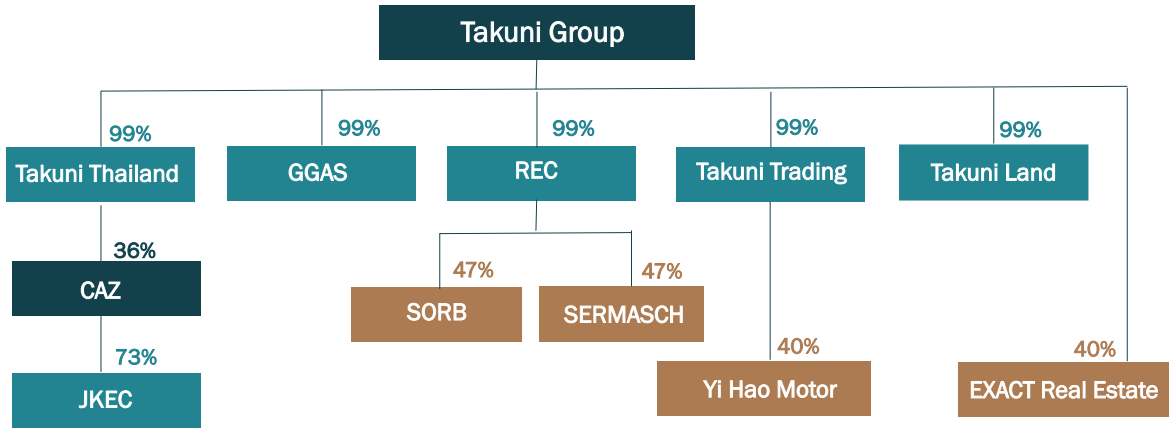 Takuni Group
99%
99%
99%
99%
99%
Takuni Thailand
GGAS
REC
Takuni Trading
Takuni Land
36%
CAZ
47%
47%
SORB
SERMASCH
73%
JKEC
40%
40%
Yi Hao Motor
EXACT Real Estate